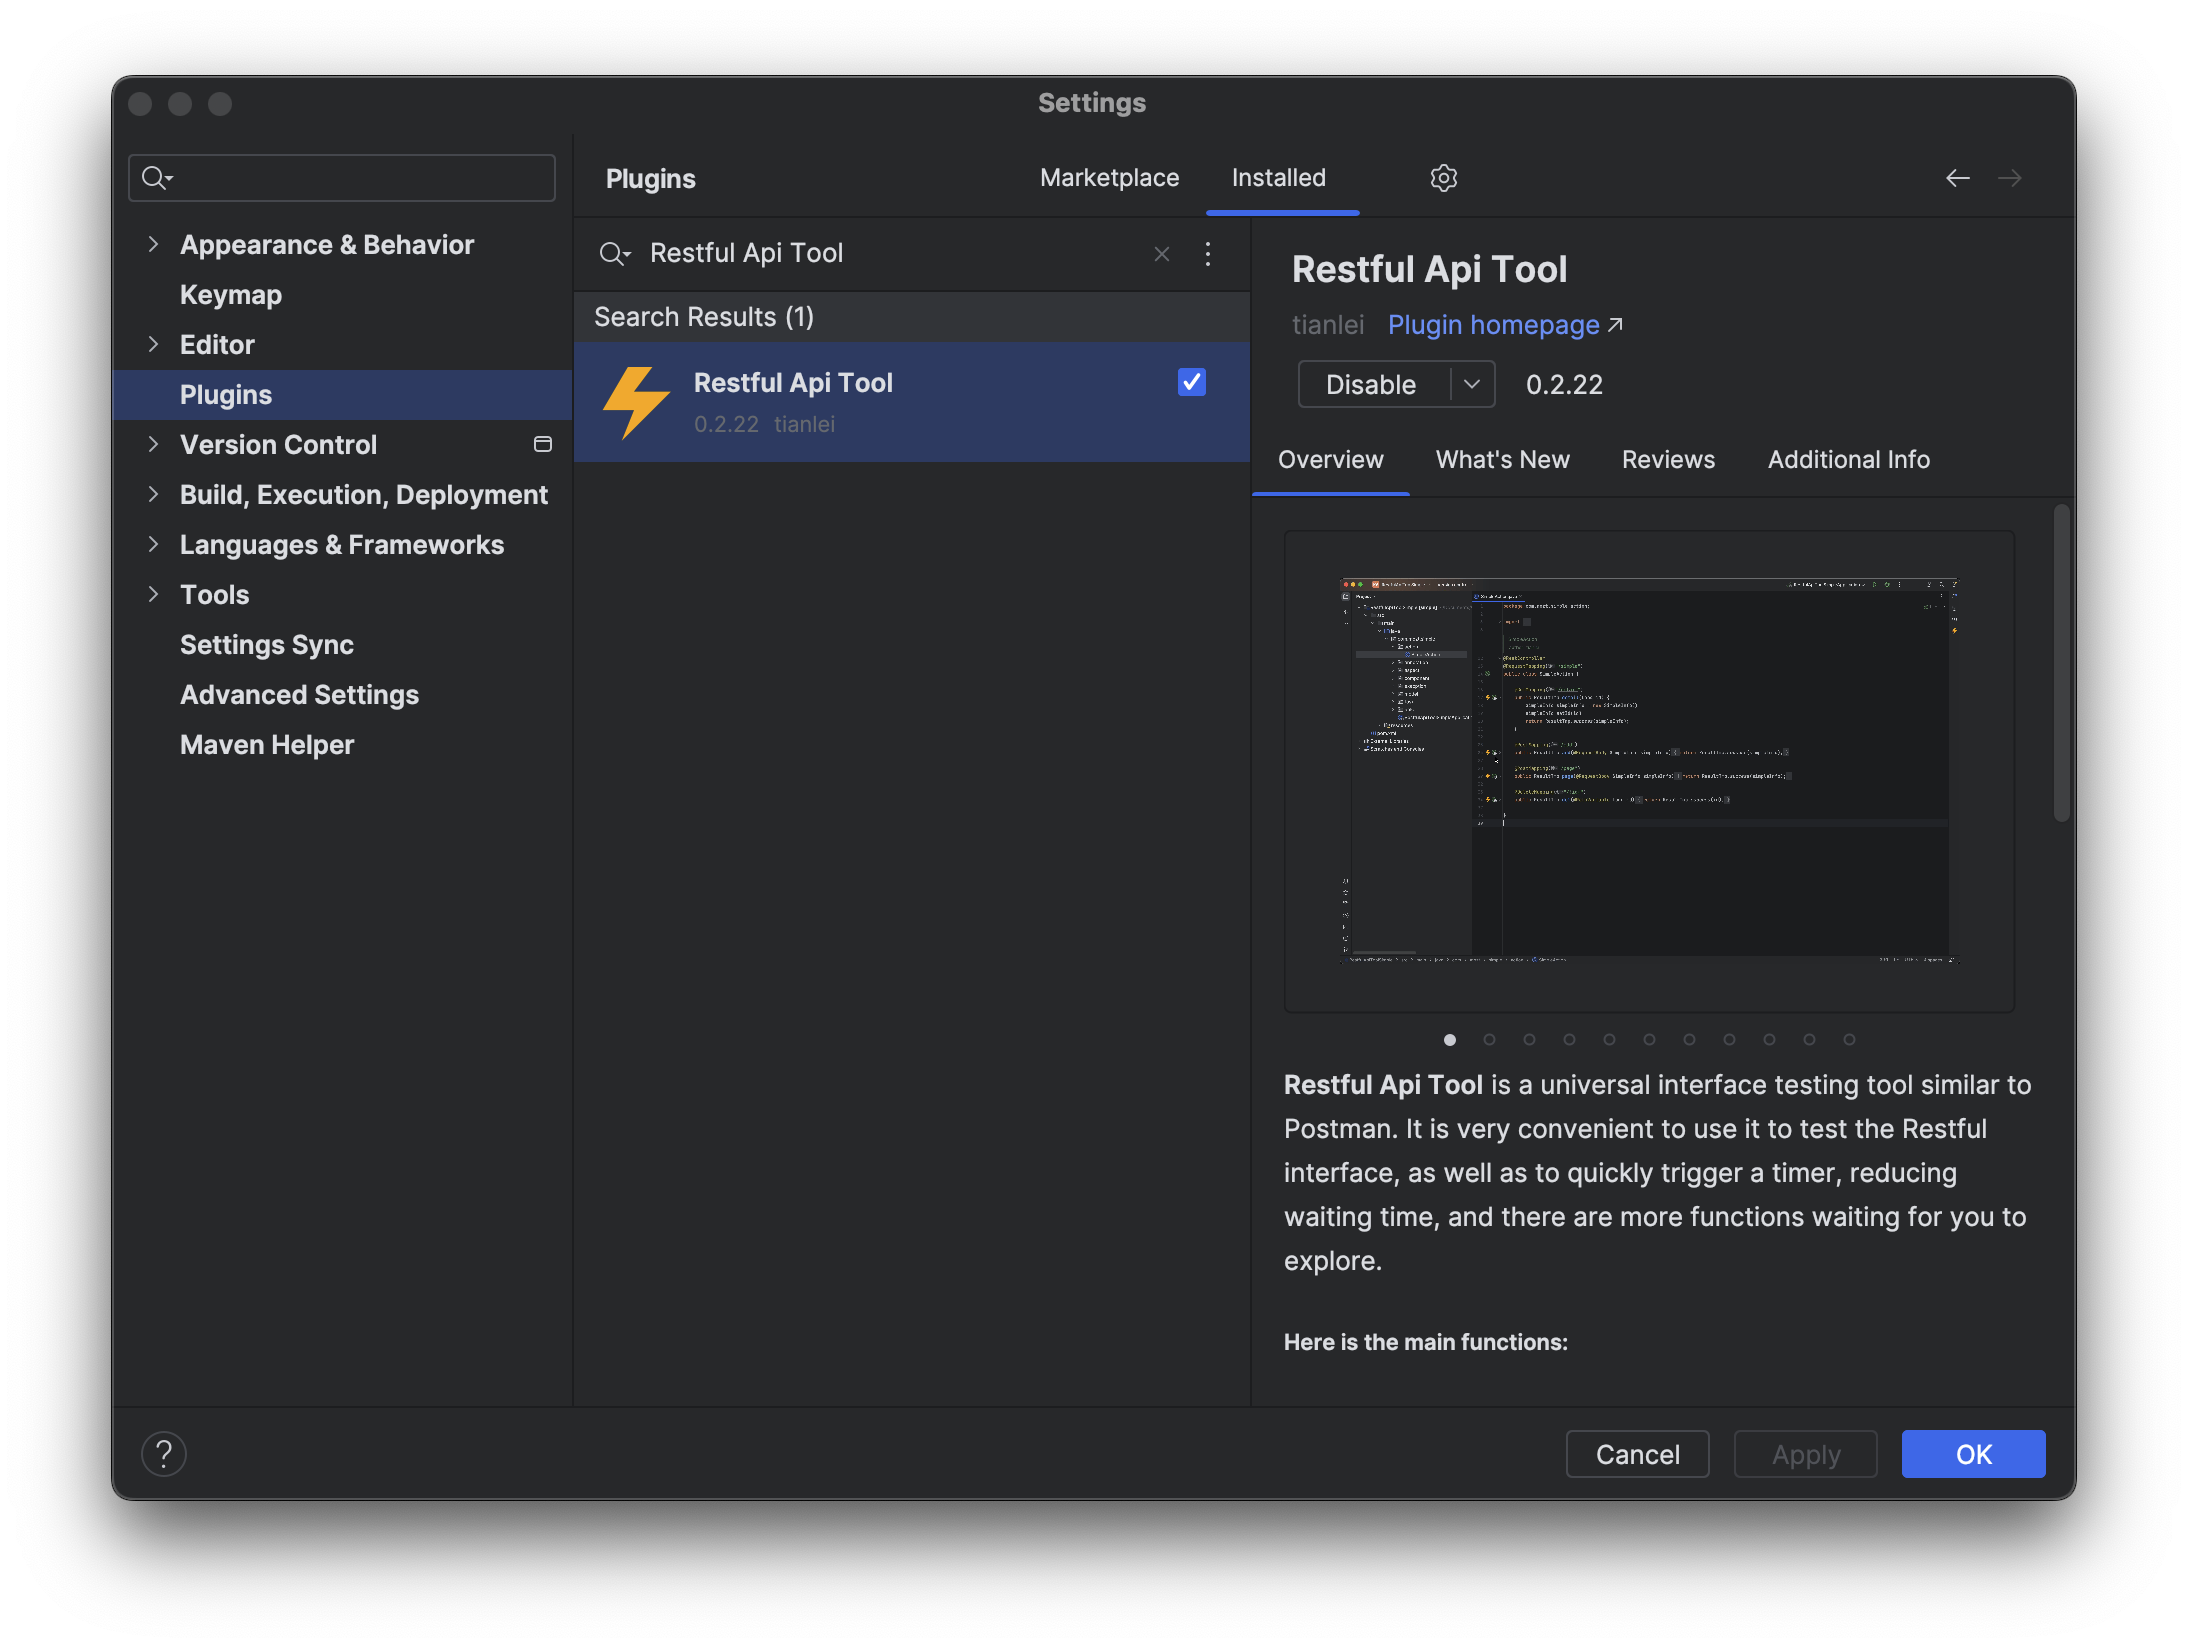 Settings
Appearance & Behavior
Keymap
Editor
Plugins
Version Control
Build, Execution, Deployment
Languages & Frameworks
Tools
Settings Sync
Advanced Settings
Maven Helper
Plugins
Marketplace
Installed
Restful Api Tool
Search Results (1)
Restful Api Tool
0.2.22 tianlei
Restful Api Tool
tianlei Plugin homepage
Disable
0.2.22
Overview
What's New
Reviews
Additional Info
Restful Api Tool is a universal interface testing tool similar to
Postman. It is very convenient to use it to test the Restful
interface, as well as to quickly trigger a timer, reducing
waiting time, and there are more functions waiting for you to
explore.
Here is the main functions:
?
Cancel
Apply
OK